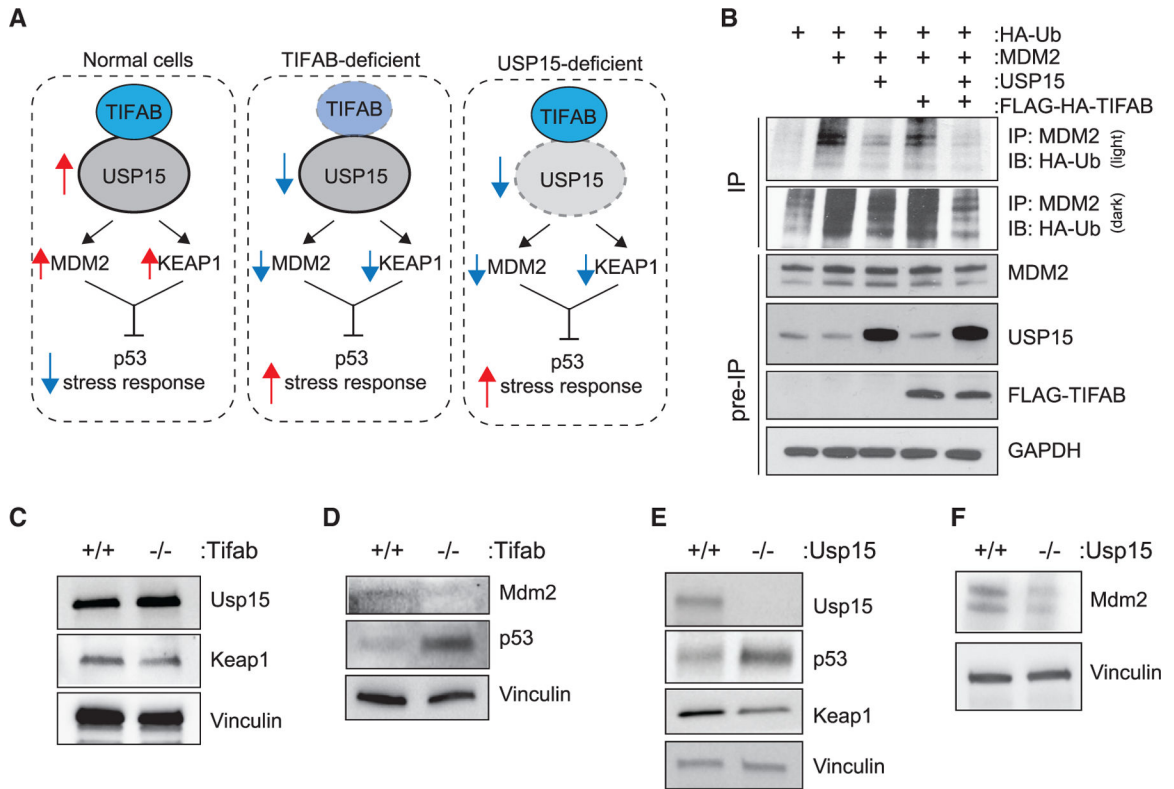 A
Normal cells
TIFAB-deficient
USP15-deficient
TIFAB
TIFAB
TIFAB
USP15
USP15
USP15
MDM2 KEAP1
MDM2 KEAP1
MDM2 KEAP1
p53
stress response
p53
stress response
p53
stress response
B
+ + + + + :HA-Ub
+ + + + :MDM2
+ + :USP15
+ + :FLAG-HA-TIFAB
IP
IP: MDM2
IB: HA-Ub (light)
IP: MDM2
IB: HA-Ub (dark)
pre-IP
MDM2
USP15
FLAG-TIFAB
GAPDH
C
+/+ -/- :Tifab
Usp15
Keap1
Vinculin
D
+/+ -/- :Tifab
Mdm2
p53
Vinculin
E
+/+ -/- :Usp15
Usp15
p53
Keap1
Vinculin
F
+/+ -/- :Usp15
Mdm2
Vinculin